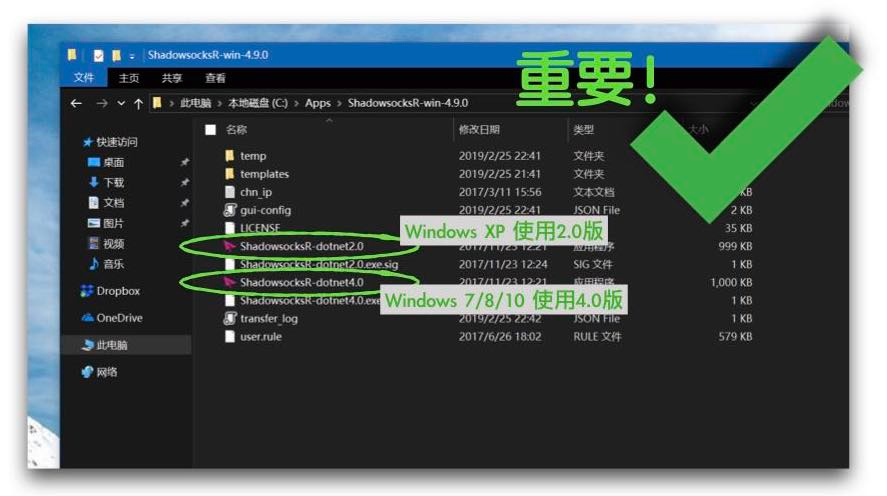 ShadowsocksR-win-4.9.0
重要!
文件 主页 共享 查看
此电脑 › 本地磁盘 (C:) › Apps › ShadowsocksR-win-4.9.0
名称 修改日期 类型 大小
快速访问
桌面
下载
文档
图片
视频
音乐
Dropbox
OneDrive
此电脑
网络
temp 2019/2/25 22:41 文件夹
templates 2019/2/25 21:41 文件夹
chn_ip 2017/3/11 15:56 文本文档 KB
gui-config 2019/2/25 22:41 JSON File 2 KB
LICENSE 35 KB
Windows XP 使用2.0版
ShadowsocksR-dotnet2.0 2017/11/23 12:21 应用程序 999 KB
ShadowsocksR-dotnet2.0.exe.sig 2017/11/23 12:24 SIG 文件 1 KB
ShadowsocksR-dotnet4.0 2017/11/23 12:21 应用程序 1,000 KB
ShadowsocksR-dotnet4.0.exe 1 KB
Windows 7/8/10 使用4.0版
transfer_log 2019/2/25 22:42 JSON File 1 KB
user.rule 2017/6/26 18:02 RULE 文件 579 KB